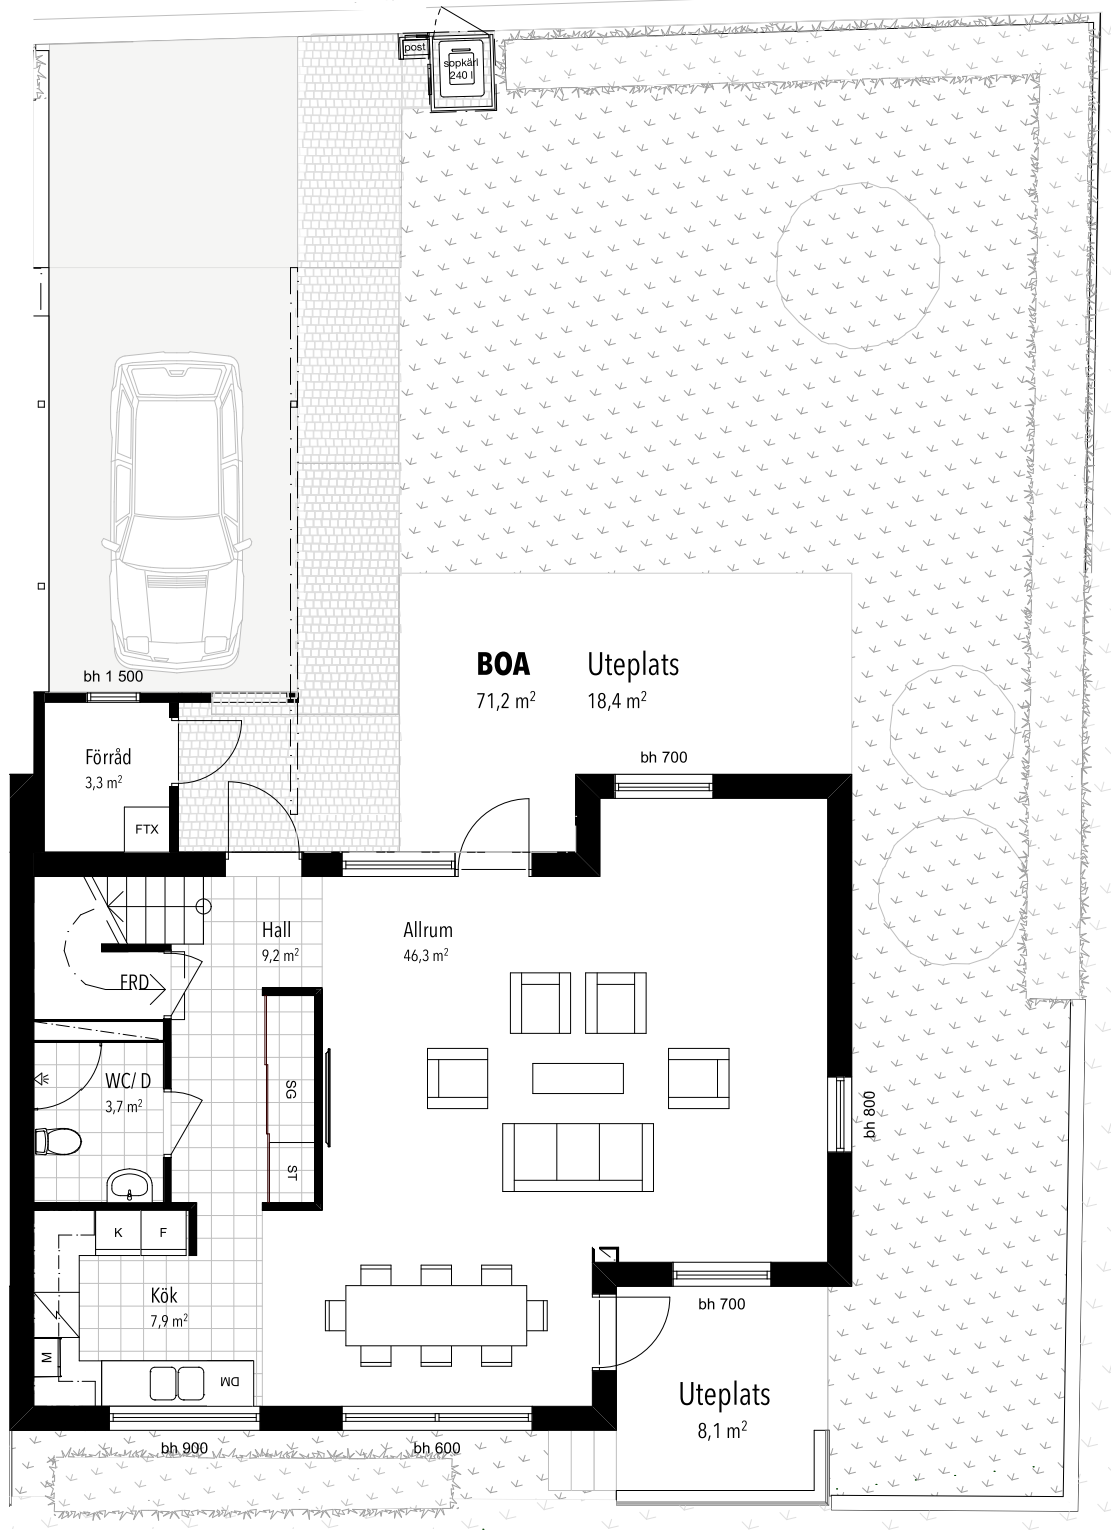 post
sopkärl
240 l
bh 1 500
BOA
71,2 m²
Uteplats
18,4 m²
bh 700
Förråd
3,3 m²
FTX
Hall
9,2 m²
Allrum
46,3 m²
FRD
WC/ D
3,7 m²
SG
ST
bh 800
K
F
Kök
7,9 m²
M
DM
bh 700
Uteplats
8,1 m²
bh 900
bh 600